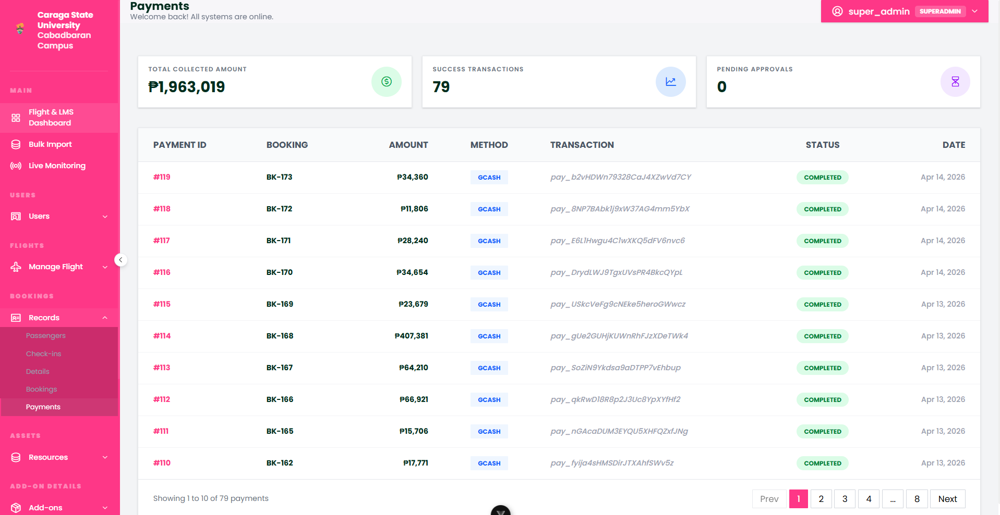 Caraga State
University
Cabadbaran
Campus
MAIN
Flight & LMS
Dashboard
Bulk Import
Live Monitoring
USERS
Users
FLIGHTS
Manage Flight
BOOKINGS
Records
Passengers
Check-ins
Details
Bookings
Payments
ASSETS
Resources
ADD-ON DETAILS
Add-ons
Payments
Welcome back! All systems are online.
super_admin SUPERADMIN
TOTAL COLLECTED AMOUNT
₱1,963,019
SUCCESS TRANSACTIONS
79
PENDING APPROVALS
0
PAYMENT ID BOOKING AMOUNT METHOD TRANSACTION STATUS DATE
#119 BK-173 ₱34,360 GCASH pay_b2vHDWn79328CaJ4XZwVd7CY COMPLETED Apr 14, 2026
#118 BK-172 ₱11,806 GCASH pay_8NP7BAbk1j9xW37AG4mm5YbX COMPLETED Apr 14, 2026
#117 BK-171 ₱28,240 GCASH pay_E6L1Hwgu4C1wXKQ5dFV6nvc6 COMPLETED Apr 14, 2026
#116 BK-170 ₱34,654 GCASH pay_DrydLWJ9TgxUVsPR4BkcQYpL COMPLETED Apr 14, 2026
#115 BK-169 ₱23,679 GCASH pay_USkcVeFg9cNEke5heroGWwcz COMPLETED Apr 13, 2026
#114 BK-168 ₱407,381 GCASH pay_gUe2GUHjKUWnRhFJzXDeTWk4 COMPLETED Apr 13, 2026
#113 BK-167 ₱64,210 GCASH pay_SoZiN9Ykdsa9aDTPP7vEhbup COMPLETED Apr 13, 2026
#112 BK-166 ₱66,921 GCASH pay_qkRwD18R8p2J3Uc8YpXYfHf2 COMPLETED Apr 13, 2026
#111 BK-165 ₱15,706 GCASH pay_nGAcaDUM3EYQU5XHFQZxfJNg COMPLETED Apr 13, 2026
#110 BK-162 ₱17,771 GCASH pay_fyija4sHMSDirJTXAhfSWv5z COMPLETED Apr 13, 2026
Showing 1 to 10 of 79 payments
Prev 1 2 3 4 ... 8 Next